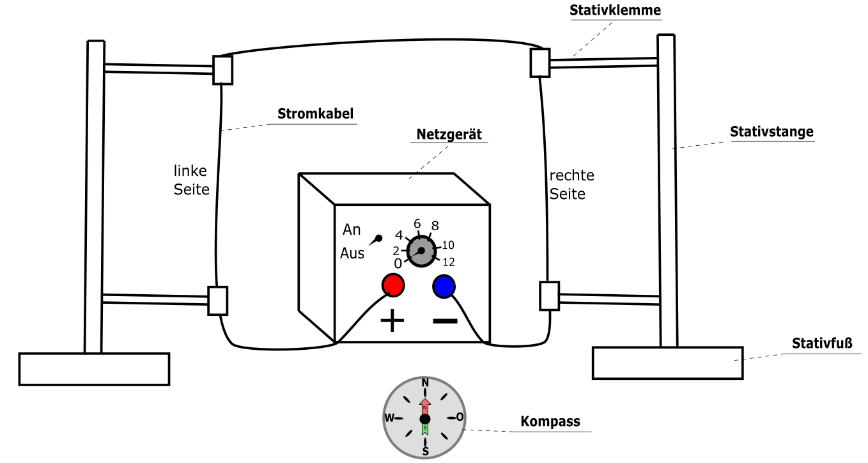 Stativklemme
Stromkabel
Netzgerät
Stativstange
linke
Seite
rechte
Seite
An
Aus
0
2
4
6
8
10
12
+
−
Stativfuß
N
W
O
S
Kompass